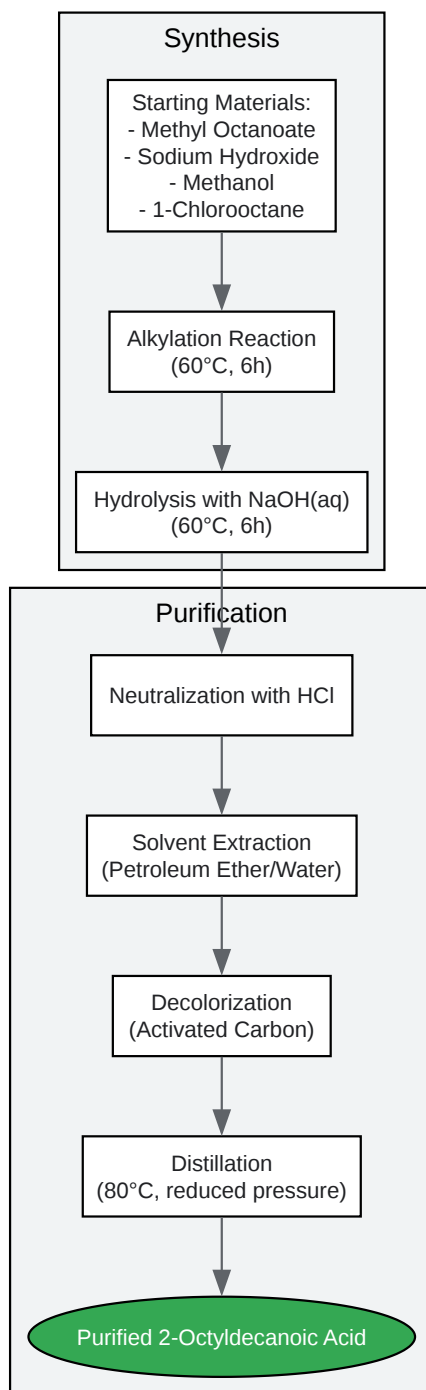 Synthesis
Starting Materials:
- Methyl Octanoate
- Sodium Hydroxide
- Methanol
- 1-Chlorooctane
Alkylation Reaction
(60°C, 6h)
Hydrolysis with NaOH(aq)
(60°C, 6h)
Purification
Neutralization with HCl
Solvent Extraction
(Petroleum Ether/Water)
Decolorization
(Activated Carbon)
Distillation
(80°C, reduced pressure)
Purified 2-Octyldecanoic Acid